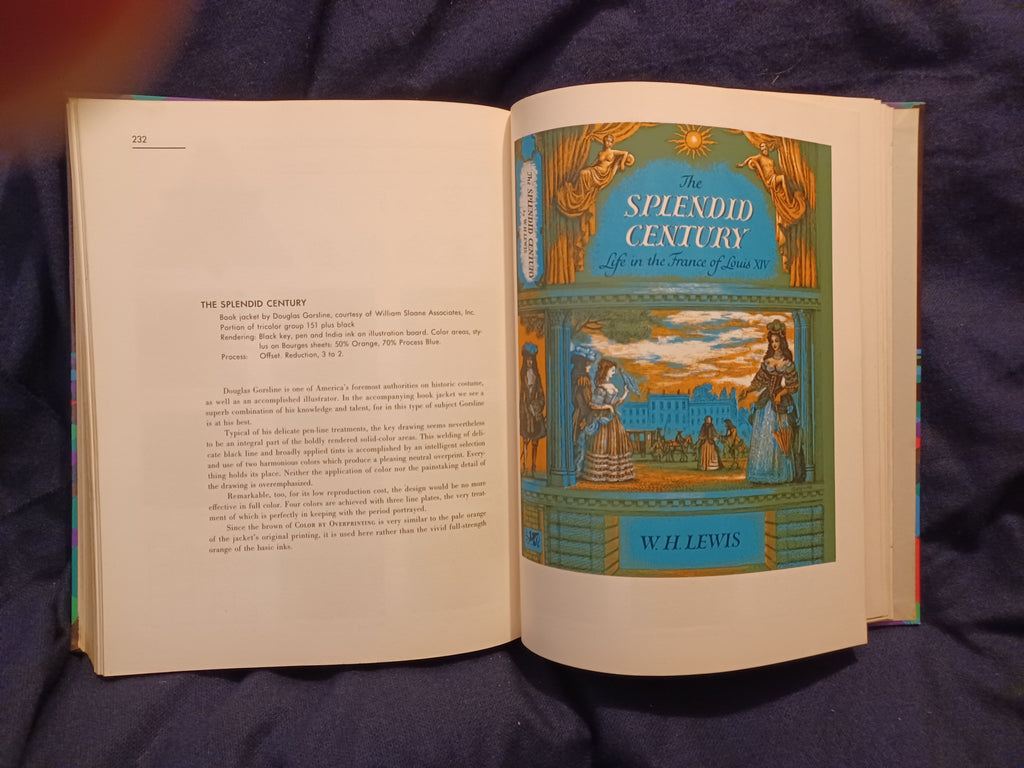 232
THE SPLENDID CENTURY
Book jacket by Douglas Gorsline, courtesy of William Sloane Associates, Inc.
Portion of tricolor group 151 plus black
Rendering: Black key, pen and India ink on illustration board. Color areas, sty-
lus on Bourges sheets: 50% Orange, 70% Process Blue.
Process: Offset. Reduction, 3 to 2.
Douglas Gorsline is one of America's foremost authorities on historic costume,
as well as an accomplished illustrator. In the accompanying book jacket we see a
superb combination of his knowledge and talent, for in this type of subject Gorsline
is at his best.
Typical of his delicate pen-line treatments, the key drawing seems nevertheless
to be an integral part of the boldly rendered solid-color areas. This welding of deli-
cate black line and broadly applied tints is accomplished by an intelligent selection
and use of two harmonious colors which produce a pleasing neutral overprint. Every-
thing holds its place. Neither the application of color nor the painstaking detail of
the drawing is overemphasized.
Remarkable, too, for its low reproduction cost, the design would be no more
effective in full color. Four colors are achieved with three line plates, the very treat-
ment of which is perfectly in keeping with the period portrayed.
Since the brown of COLOR BY OVERPRINTING is very similar to the pale orange
of the jacket's original printing, it is used here rather than the vivid full-strength
orange of the basic inks.
The SPLENDID CENTURY
by W.H. LEWIS
The
SPLENDID
CENTURY
Life in the France of Louis XIV
W. H. LEWIS